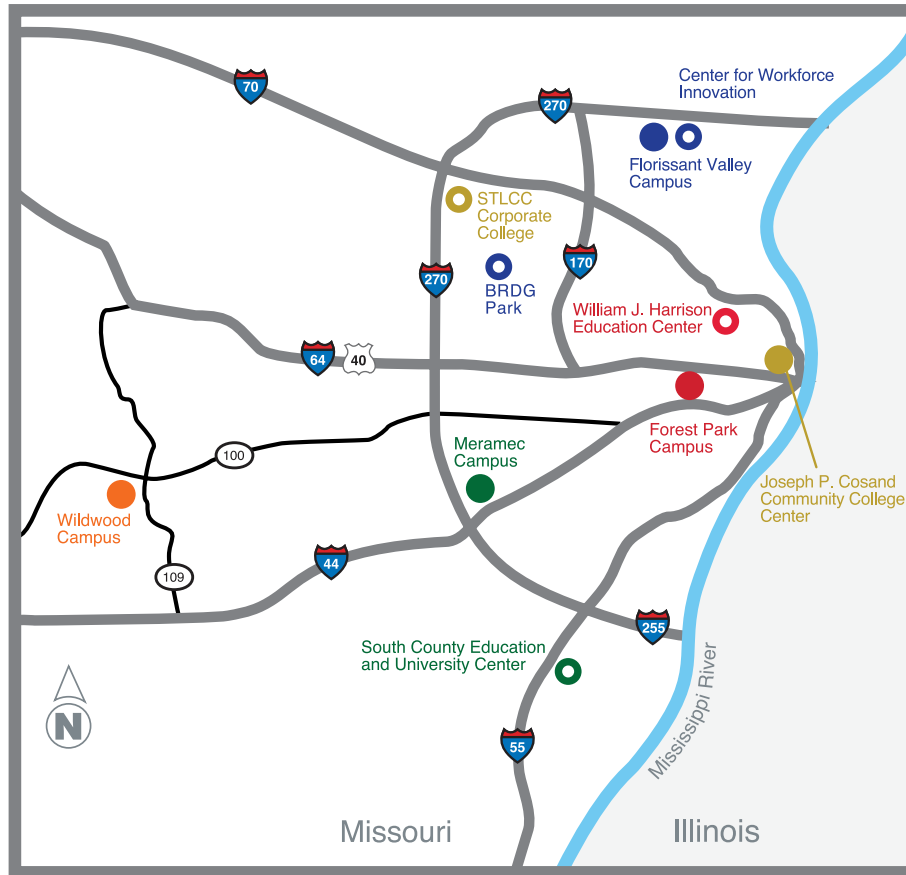 70
270
Center for Workforce
Innovation
Florissant Valley
Campus
STLCC
Corporate
College
270
BRDG
Park
170
William J. Harrison
Education Center
64
40
Forest Park
Campus
100
Meramec
Campus
Joseph P. Cosand
Community College
Center
Wildwood
Campus
109
44
255
South County Education
and University Center
N
55
Mississippi River
Missouri
Illinois